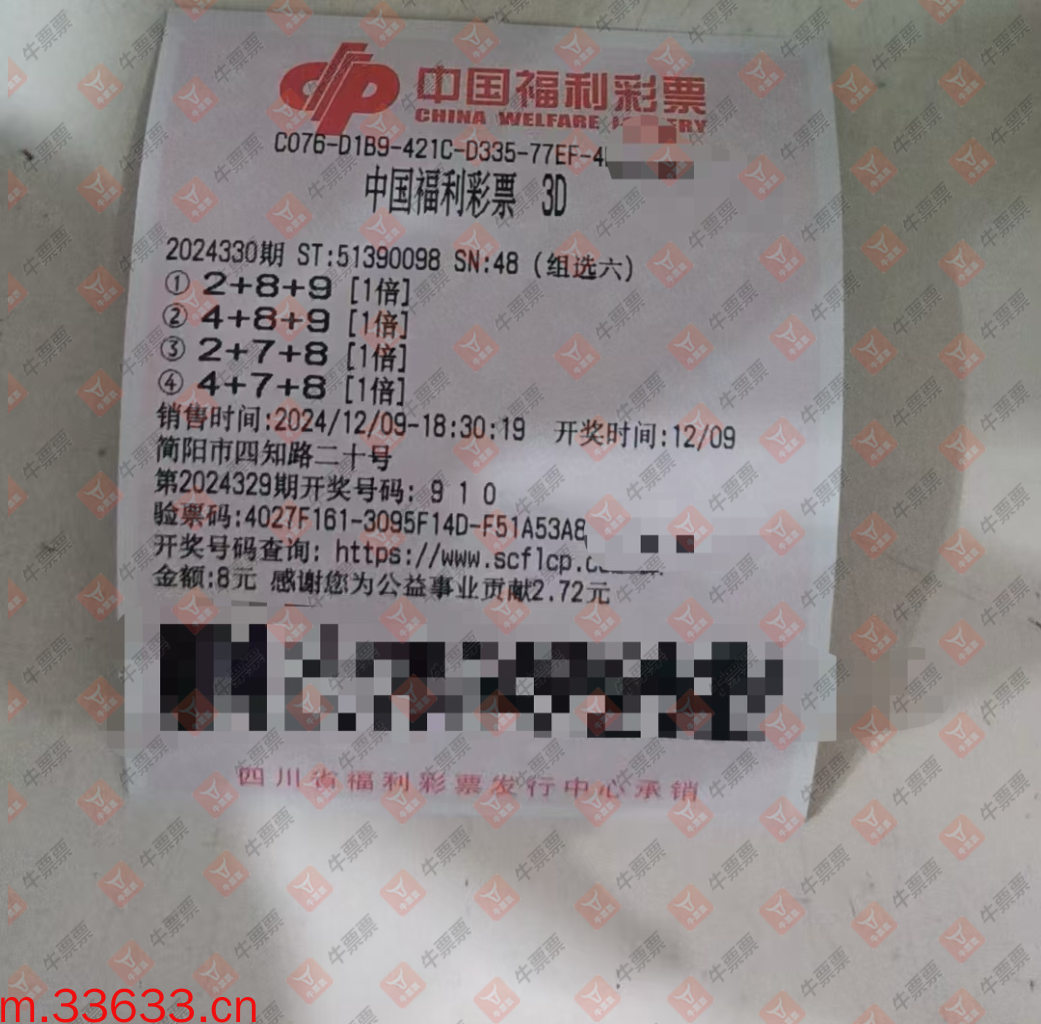 中国福利彩票
CHINA WELFARE
C076-D1B9-421C-D335-77EF-4
中国福利彩票 3D
2024330期 ST:51390098 SN:48 (组选六)
① 2+8+9 [1倍]
② 4+8+9 [1倍]
③ 2+7+8 [1倍]
④ 4+7+8 [1倍]
销售时间:2024/12/09-18:30:19 开奖时间:12/09
简阳市四知路二十号
第2024329期开奖号码: 9 1 0
验票码:4027F161-3095F14D-F51A53A8
开奖号码查询: https://www.scflcp.c
金额:8元 感谢您为公益事业贡献2.72元
四川省福利彩票发行中心承销
牛票票
m.33633.cn